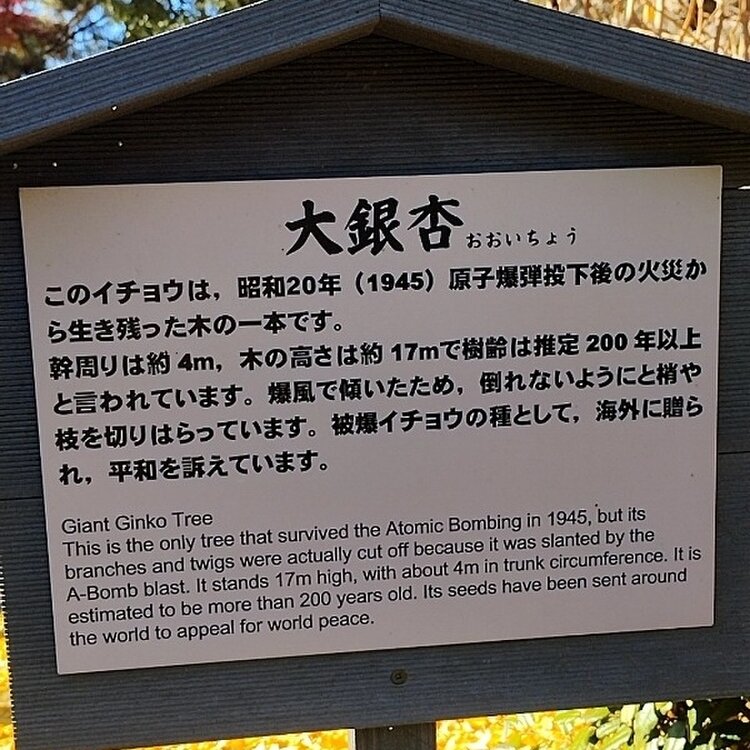 大銀杏 おおいちょう
このイチョウは，昭和20年（1945）原子爆弾投下後の火災か
ら生き残った木の一本です。
幹周りは約 4m，木の高さは約 17mで樹齢は推定 200 年以上
と言われています。爆風で傾いたため，倒れないようにと梢や
枝を切りはらっています。被爆イチョウの種として，海外に贈ら
れ，平和を訴えています。
Giant Ginko Tree
This is the only tree that survived the Atomic Bombing in 1945, but its
branches and twigs were actually cut off because it was slanted by the
A-Bomb blast. It stands 17m high, with about 4m in trunk circumference. It is
estimated to be more than 200 years old. Its seeds have been sent around
the world to appeal for world peace.